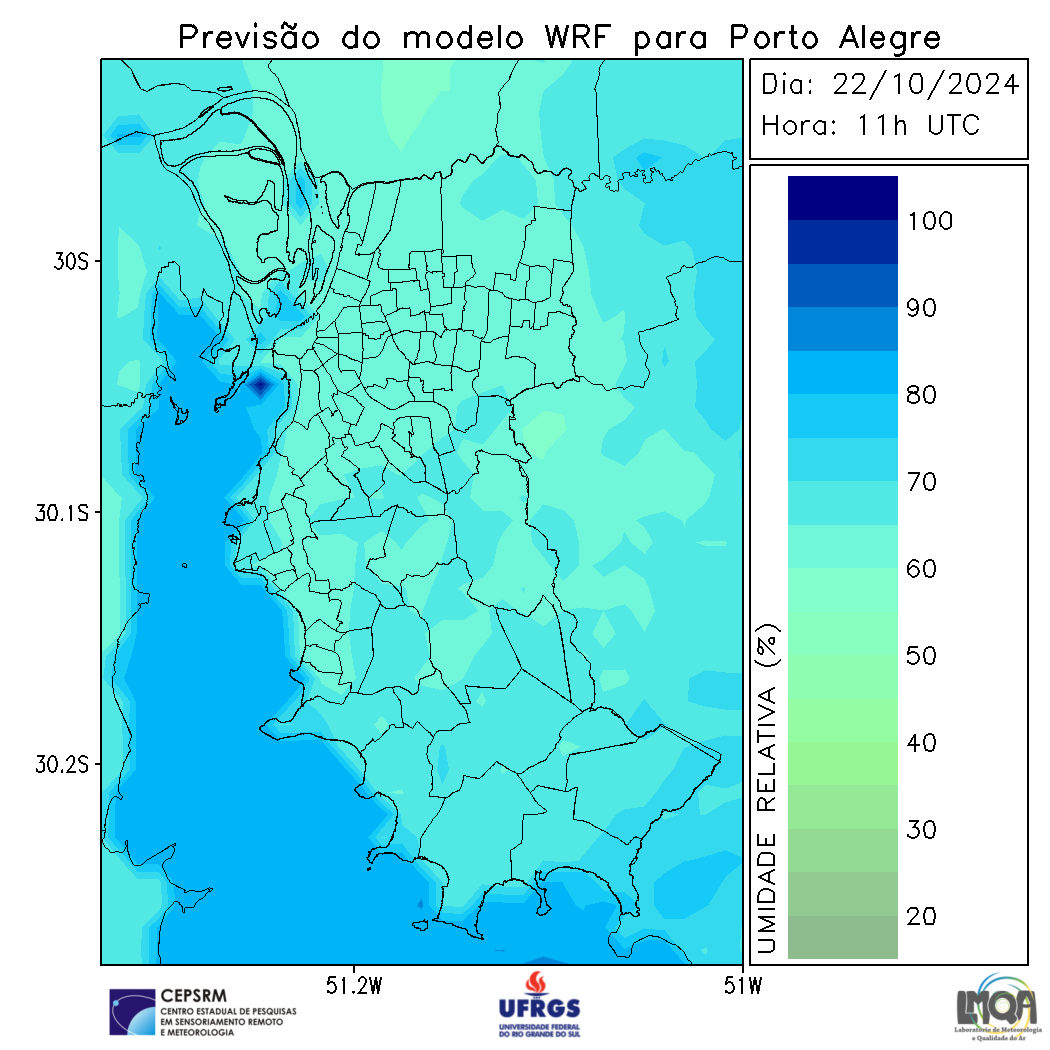 Previsão do modelo WRF para Porto Alegre
Dia: 22/10/2024
Hora: 11h UTC
30S
30.1S
30.2S
51.2W
51W
UMIDADE RELATIVA (%)
100
90
80
70
60
50
40
30
20
CEPSRM
CENTRO ESTADUAL DE PESQUISAS
EM SENSORIAMENTO REMOTO
E METEOROLOGIA
UFRGS
UNIVERSIDADE FEDERAL
DO RIO GRANDE DO SUL
LMQA
Laboratório de Meteorologia
e Qualidade do Ar